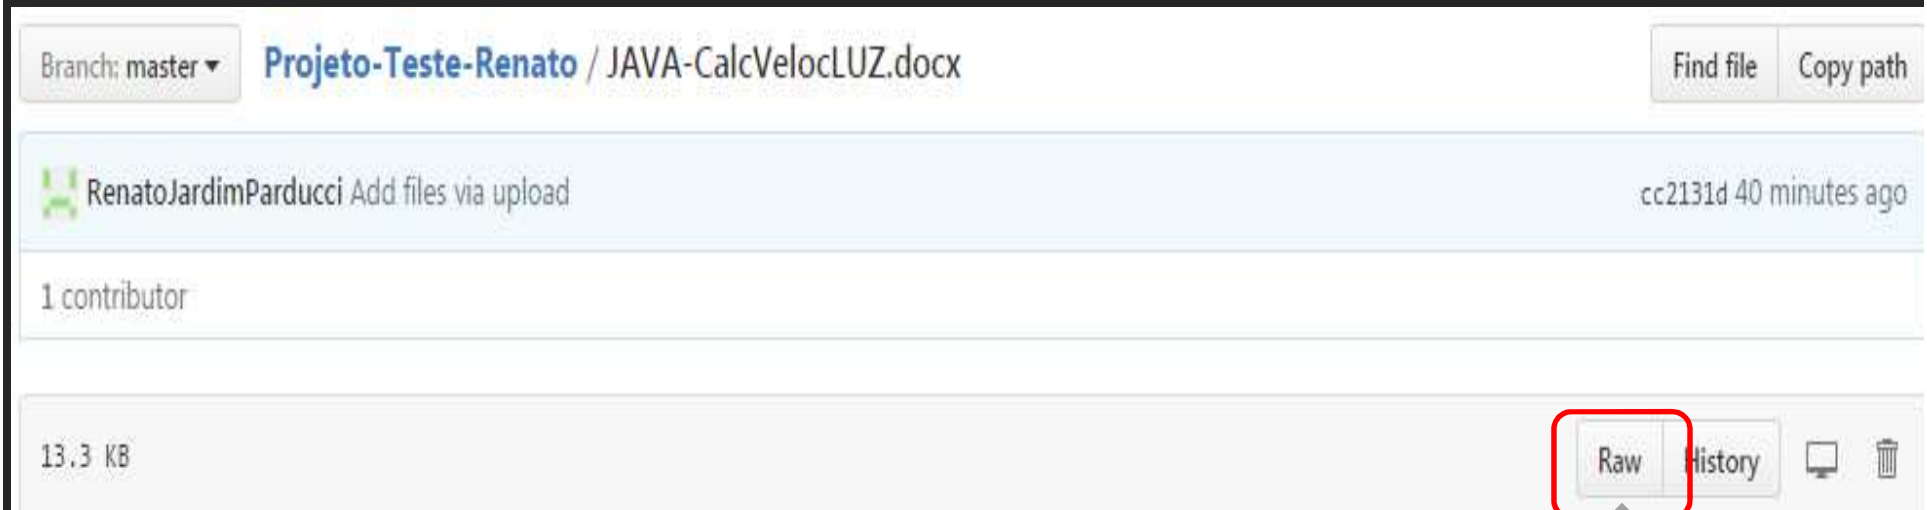 Branch: master Projeto-Teste-Renato / JAVA-CalcVelocLUZ.docx Find file Copy path
RenatoJardimParducci Add files via upload cc2131d 40 minutes ago
1 contributor
13.3 KB Raw History